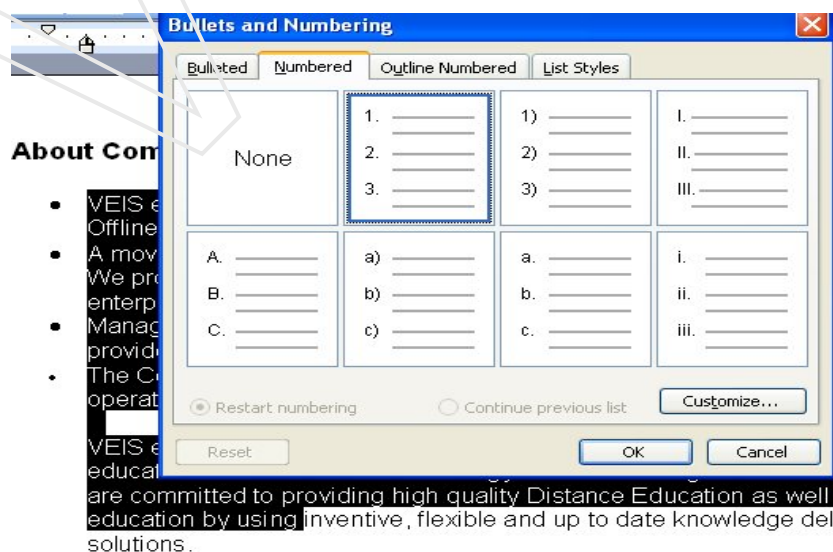 Bullets and Numbering
Bulleted Numbered Outline Numbered List Styles
None
1.
2.
3.
1)
2)
3)
I.
II.
III.
A.
B.
C.
a)
b)
c)
a.
b.
c.
i.
ii.
iii.
Restart numbering Continue previous list Customize...
Reset OK Cancel
About Com
• VEIS e
Offline
• A mov
We pro
enterp
• Manag
provide
• The Co
operat
VEIS e
educat
are committed to providing high quality Distance Education as well
education by using inventive, flexible and up to date knowledge del
solutions.